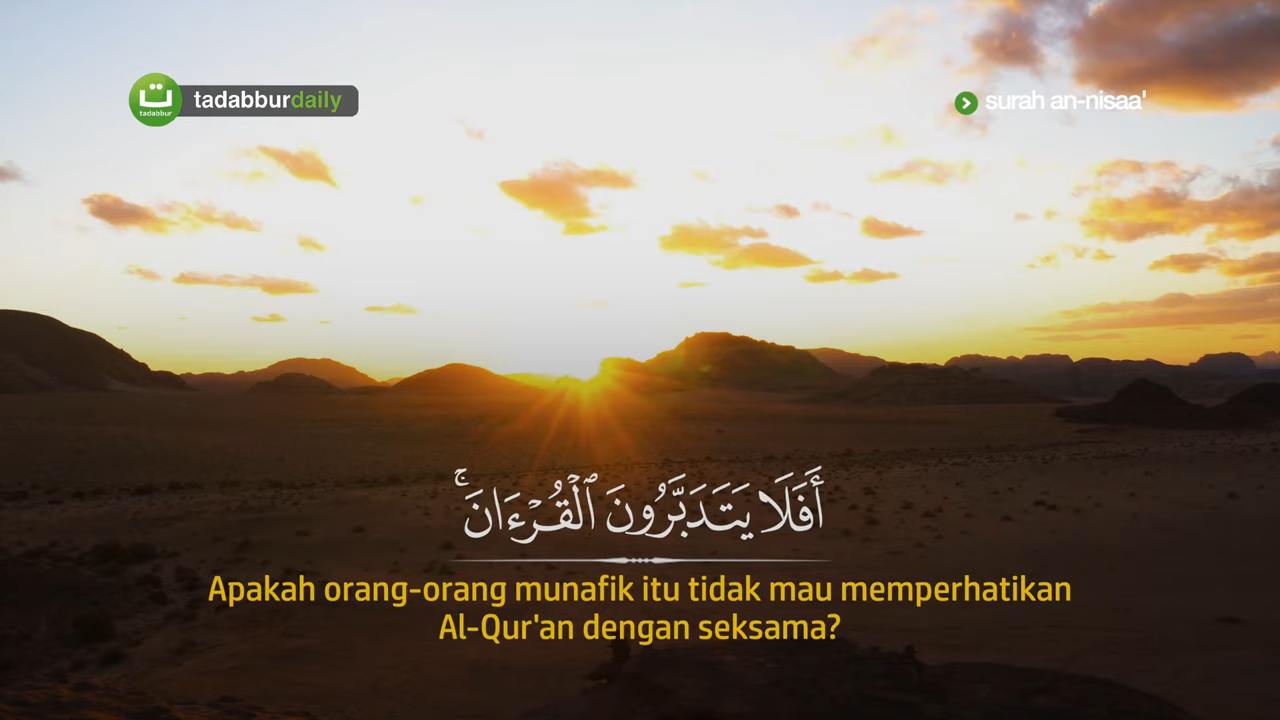 ت
tadabbur
tadabburdaily
surah an-nisaa'
أَفَلَا يَتَدَبَّرُونَ ٱلْقُرْءَانَ ۚ
Apakah orang-orang munafik itu tidak mau memperhatikan
Al-Qur'an dengan seksama?